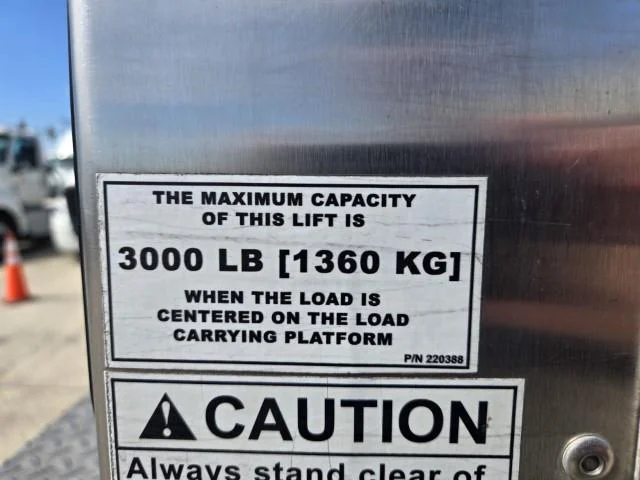 THE MAXIMUM CAPACITY
OF THIS LIFT IS
3000 LB [1360 KG]
WHEN THE LOAD IS
CENTERED ON THE LOAD
CARRYING PLATFORM
P/N 220388
CAUTION
Always stand clear of